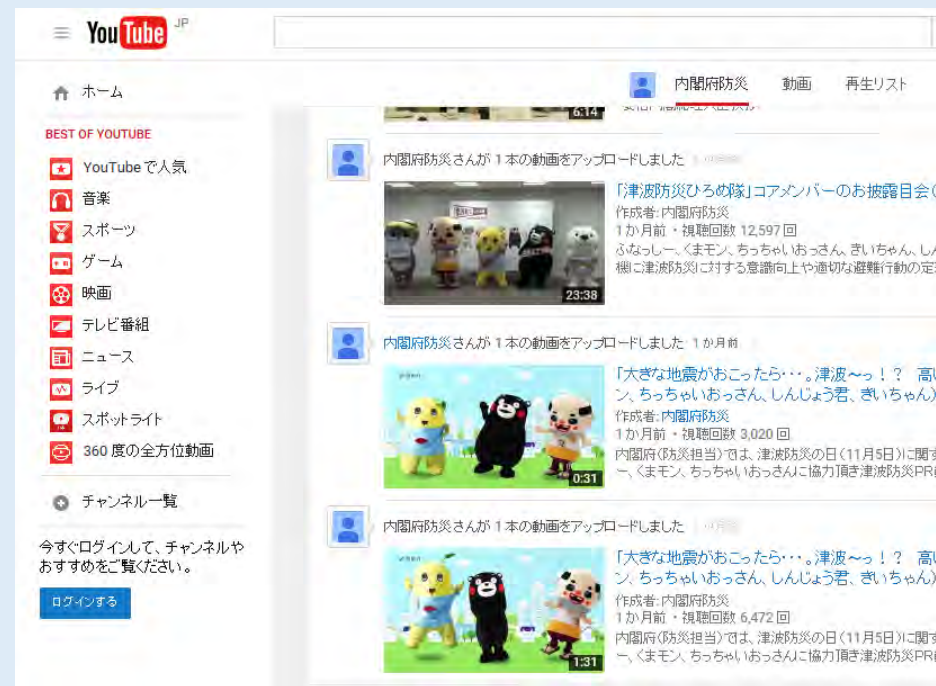 YouTube JP
ホーム
BEST OF YOUTUBE
YouTube で人気
音楽
スポーツ
ゲーム
映画
テレビ番組
ニュース
ライブ
スポットライト
360 度の全方位動画
チャンネル一覧
今すぐログインして、チャンネルや
おすすめをご覧ください。
ログインする
内閣府防災 動画 再生リスト
6:14
内閣府防災さんが 1 本の動画をアップロードしました
「津波防災ひろめ隊」コアメンバーのお披露目会(
作成者: 内閣府防災
1 か月前・視聴回数 12,597 回
ふなっしー、くまモン、ちっちゃいおっさん、きいちゃん、しん
機に津波防災に対する意識向上や適切な避難行動の定
23:38
内閣府防災さんが 1 本の動画をアップロードしました 1 か月前
「大きな地震がおこったら・・・。津波～っ！？ 高い
ン、ちっちゃいおっさん、しんじょう君、きいちゃん)
作成者: 内閣府防災
1 か月前・視聴回数 3,020 回
内閣府(防災担当)では、津波防災の日(11月5日)に関す
ー、くまモン、ちっちゃいおっさんに協力頂き津波防災PR
0:31
内閣府防災さんが 1 本の動画をアップロードしました
「大きな地震がおこったら・・・。津波～っ！？ 高い
ン、ちっちゃいおっさん、しんじょう君、きいちゃん)
作成者: 内閣府防災
1 か月前・視聴回数 6,472 回
内閣府(防災担当)では、津波防災の日(11月5日)に関す
ー、くまモン、ちっちゃいおっさんに協力頂き津波防災PR
1:31